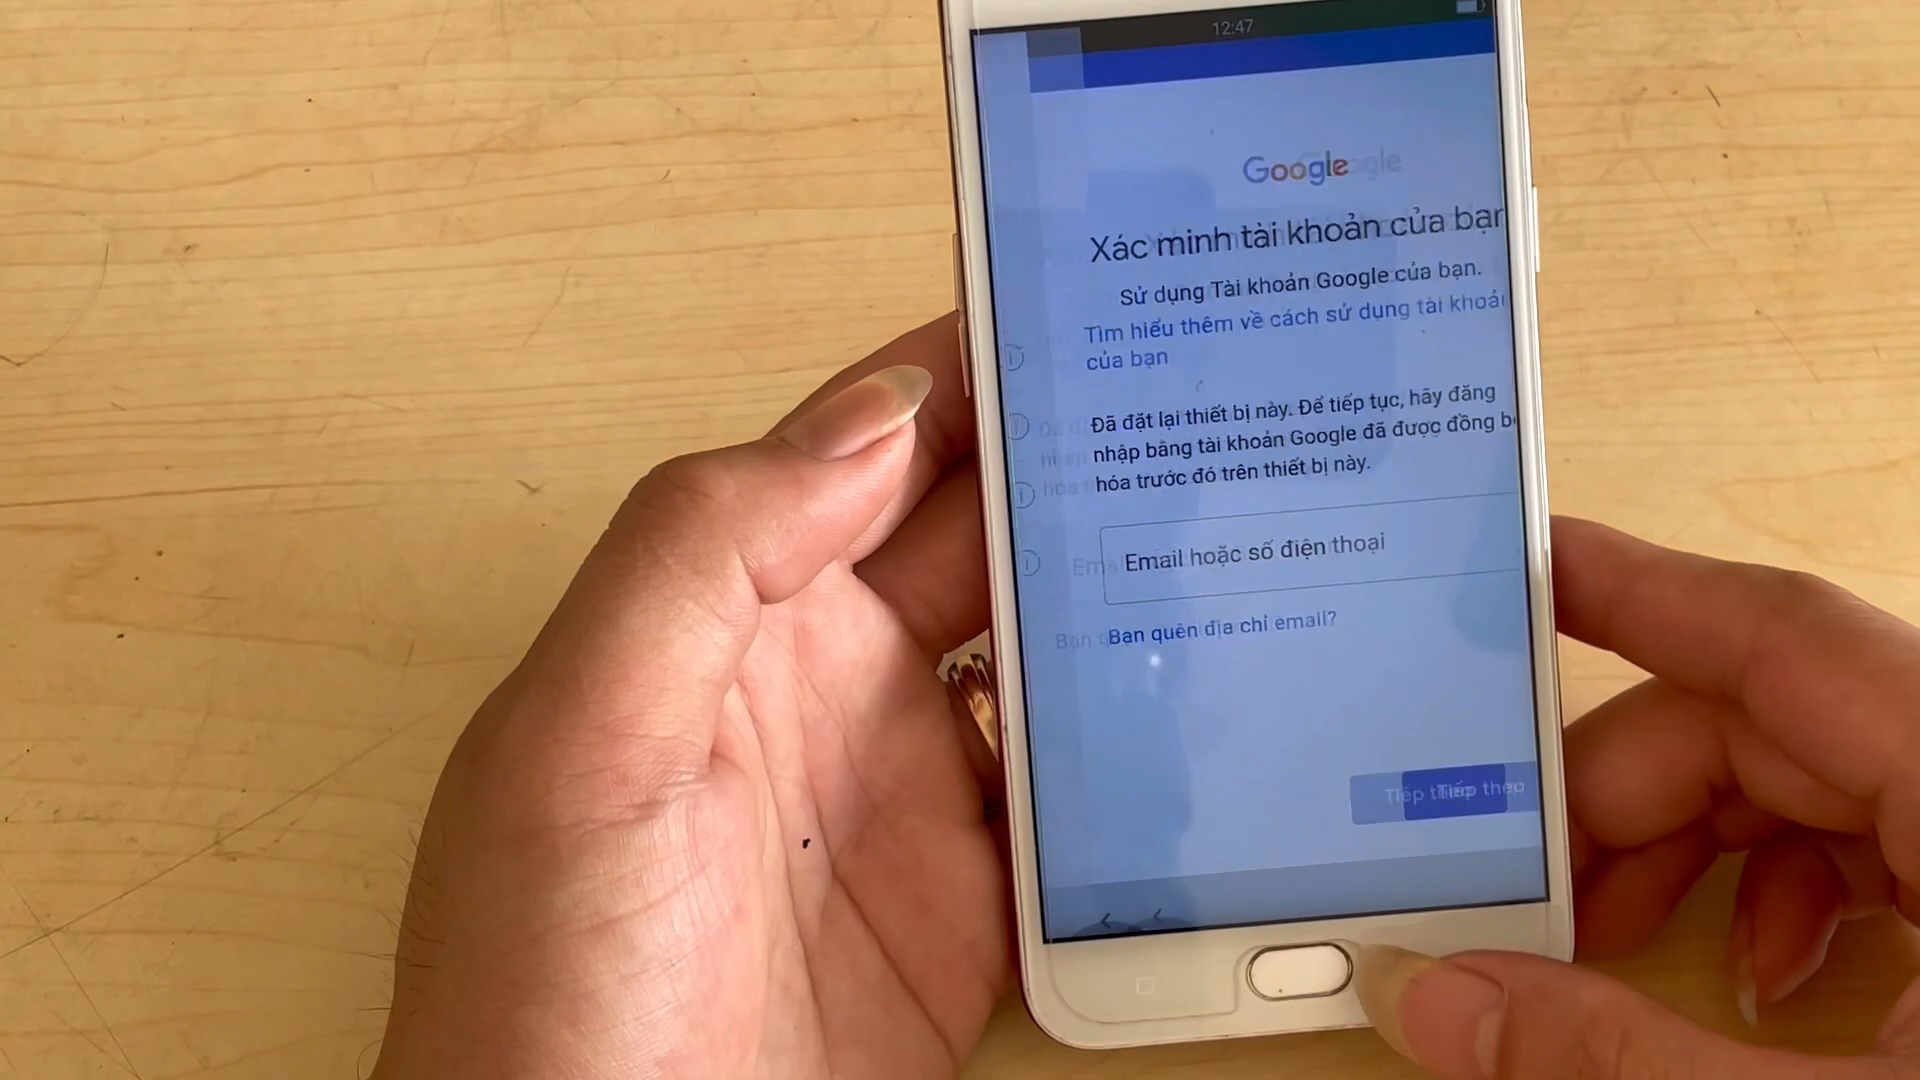 12:47
Google
Xác minh tài khoản của bạn
Sử dụng Tài khoản Google của bạn.
Tìm hiểu thêm về cách sử dụng tài khoản
của bạn
Đã đặt lại thiết bị này. Để tiếp tục, hãy đăng
nhập bằng tài khoản Google đã được đồng bộ
hóa trước đó trên thiết bị này.
Email hoặc số điện thoại
Bạn quên địa chỉ email?
Tiếp theo